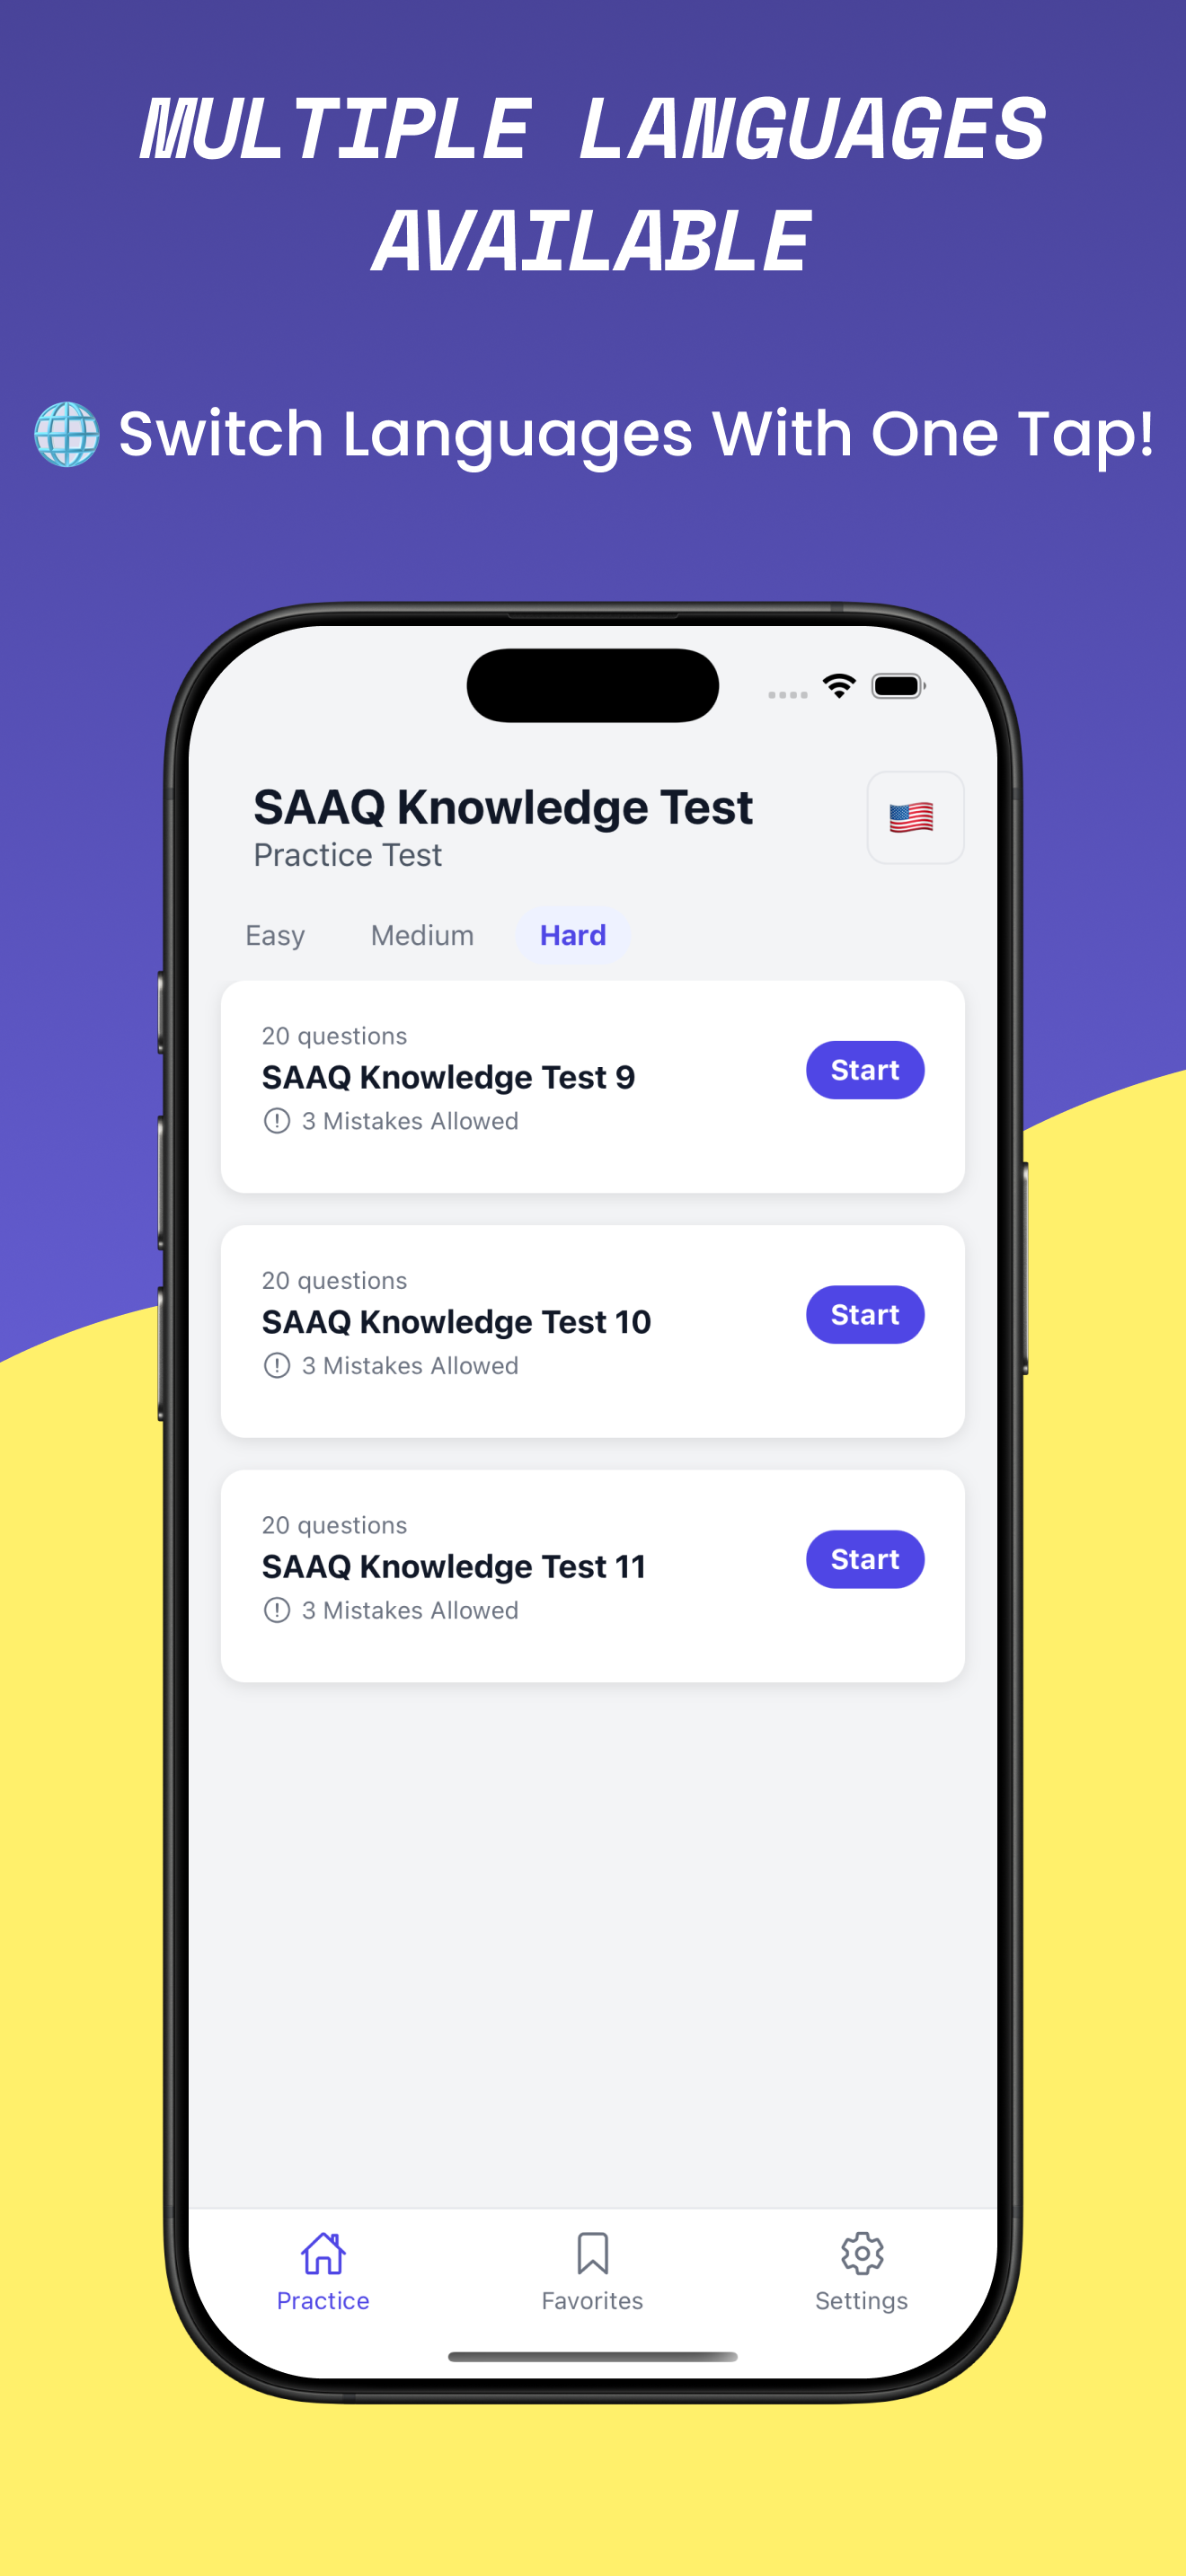 MULTIPLE LANGUAGES
AVAILABLE
🌐 Switch Languages With One Tap!
SAAQ Knowledge Test
Practice Test
Easy Medium Hard
20 questions
SAAQ Knowledge Test 9
3 Mistakes Allowed
Start
20 questions
SAAQ Knowledge Test 10
3 Mistakes Allowed
Start
20 questions
SAAQ Knowledge Test 11
3 Mistakes Allowed
Start
Practice Favorites Settings